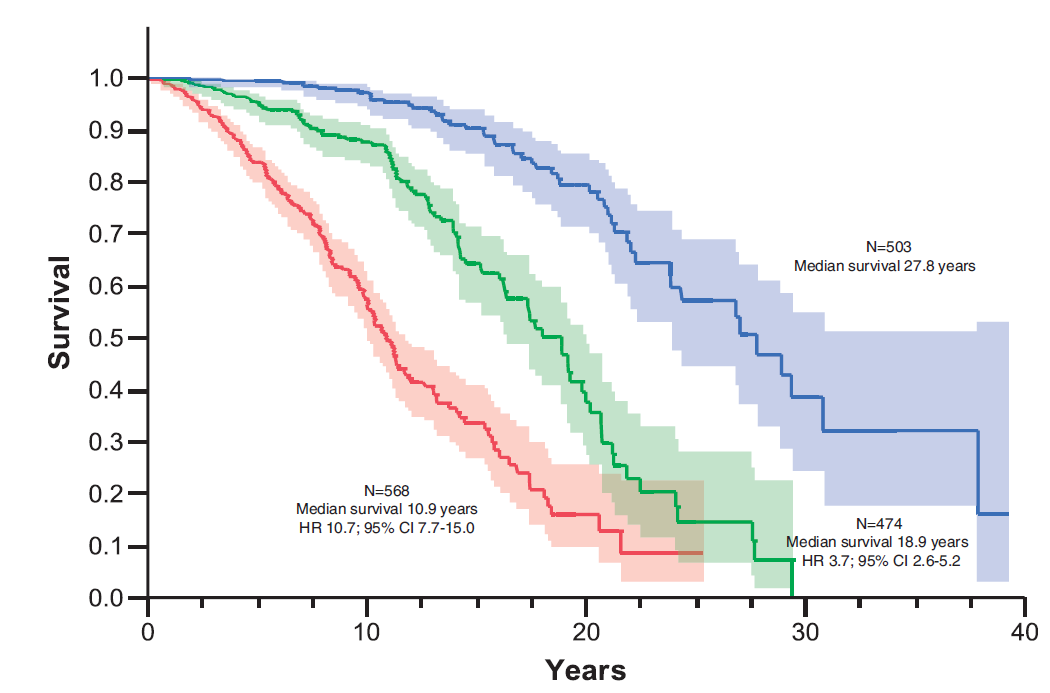 1.0
0.9
0.8
0.7
0.6
0.5
0.4
0.3
0.2
0.1
0.0
Survival
N=503
Median survival 27.8 years
N=568
Median survival 10.9 years
HR 10.7; 95% CI 7.7-15.0
N=474
Median survival 18.9 years
HR 3.7; 95% CI 2.6-5.2
0 10 20 30 40
Years